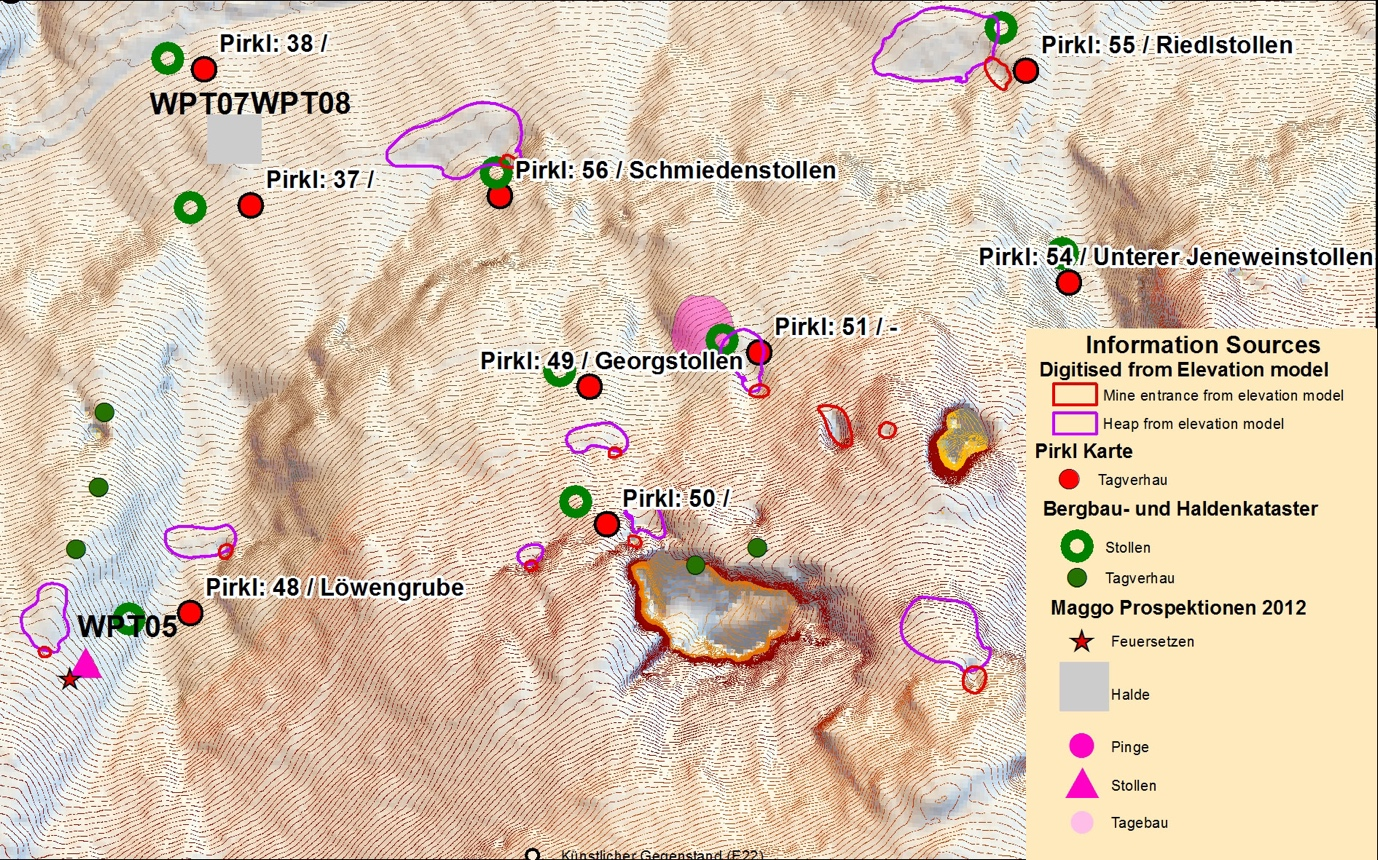 Pirkl: 38 /
Pirkl: 55 / Riedlstollen
WPT07WPT08
Pirkl: 56 / Schmiedenstollen
Pirkl: 37 /
Pirkl: 54 / Unterer Jeneweinstollen
Pirkl: 51 / -
Pirkl: 49 / Georgstollen
Pirkl: 50 /
Pirkl: 48 / Löwengrube
WPT05
Künstlicher Gegenstand (E22)
Information Sources
Digitised from Elevation model
Mine entrance from elevation model
Heap from elevation model
Pirkl Karte
Tagverhau
Bergbau- und Haldenkataster
Stollen
Tagverhau
Maggo Prospektionen 2012
Feuersetzen
Halde
Pinge
Stollen
Tagebau